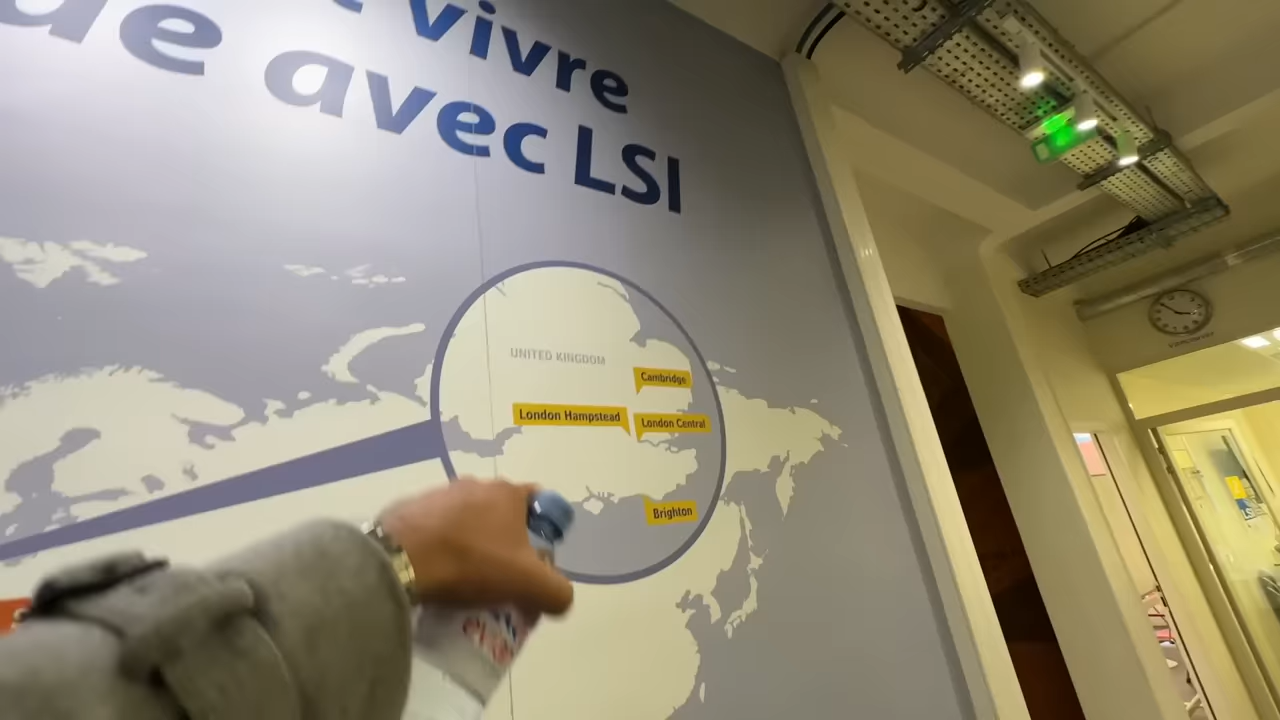 vivre
de avec LSI
UNITED KINGDOM
Cambridge
London Hampstead
London Central
Brighton